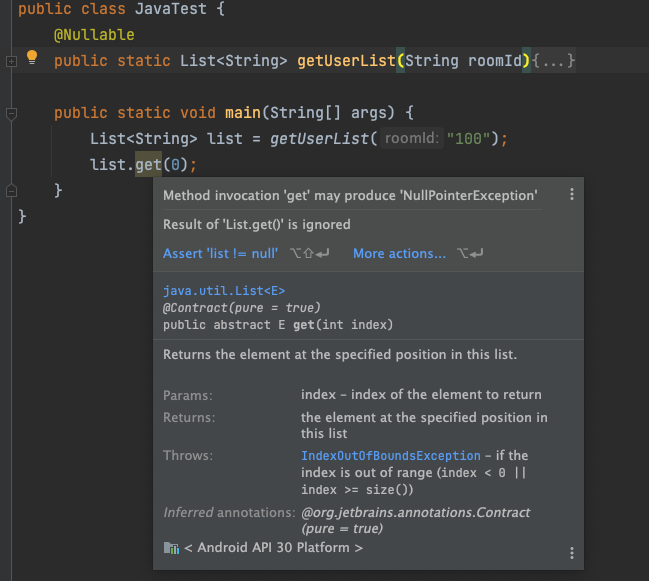 public class JavaTest {
@Nullable
public static List<String> getUserList(String roomId){...}
public static void main(String[] args) {
List<String> list = getUserList( roomId: "100");
list.get(0);
}
}
Method invocation 'get' may produce 'NullPointerException'
Result of 'List.get()' is ignored
Assert 'list != null' ⌥⇧↩ More actions... ⌥↩
java.util.List<E>
@Contract(pure = true)
public abstract E get(int index)
Returns the element at the specified position in this list.
Params: index – index of the element to return
Returns: the element at the specified position in
this list
Throws: IndexOutOfBoundsException – if the
index is out of range (index < 0 ||
index >= size())
Inferred annotations: @org.jetbrains.annotations.Contract
(pure = true)
< Android API 30 Platform >